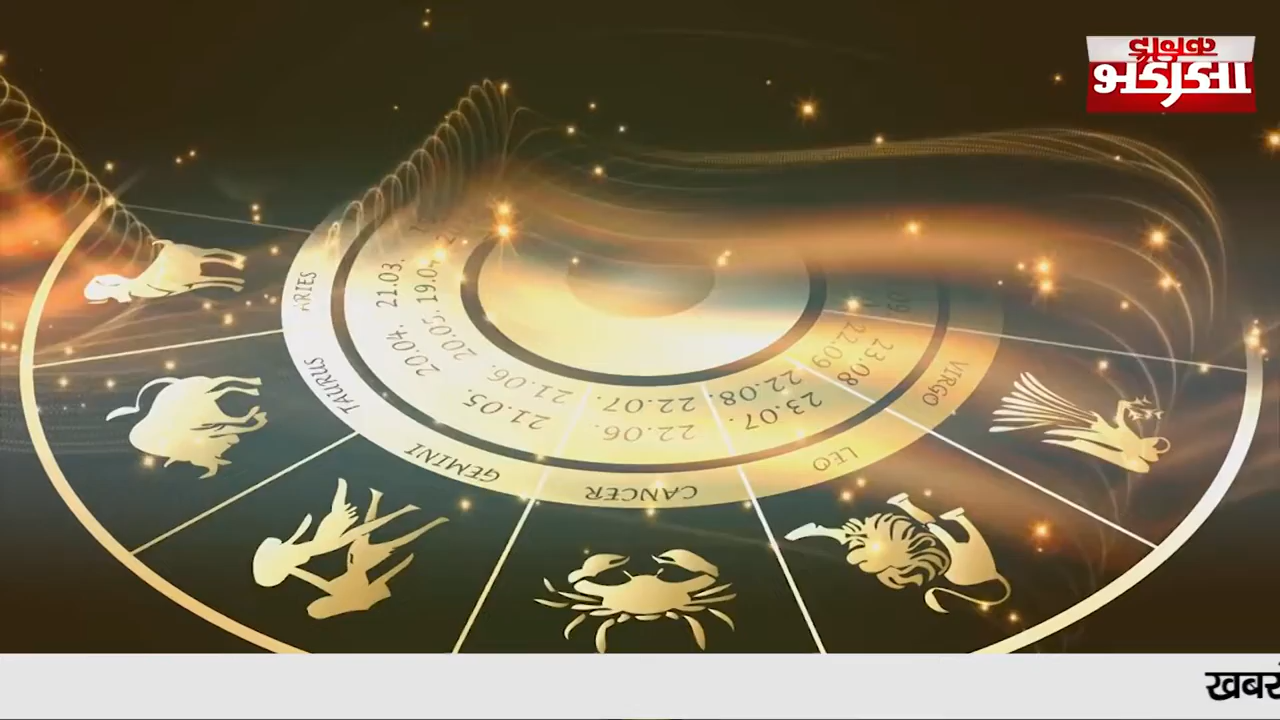 भड़ास
ARIES
21.03.
19.04.
TAURUS
20.04.
20.05.
GEMINI
21.05.
21.06.
CANCER
22.06.
22.07.
LEO
23.07.
22.08.
VIRGO
23.08
22.09